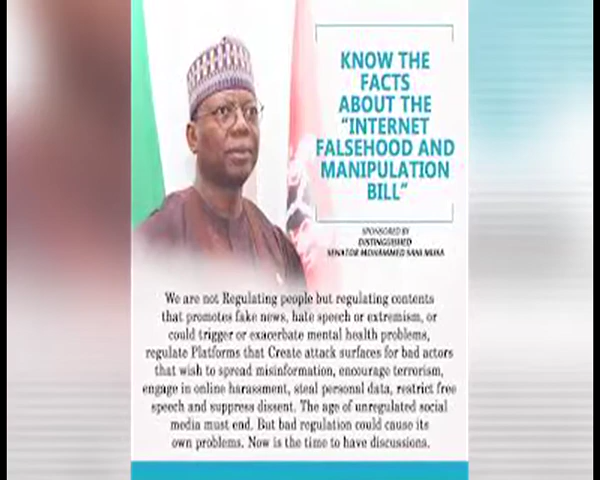 KNOW THE
FACTS
ABOUT THE
"INTERNET
FALSEHOOD AND
MANIPULATION
BILL"
SPONSORED BY
DISTINGUISHED
SENATOR MOHAMMED SANI MUSA
We are not Regulating people but regulating contents
that promotes fake news, hate speech or extremism, or
could trigger or exacerbate mental health problems,
regulate Platforms that Create attack surfaces for bad actors
that wish to spread misinformation, encourage terrorism,
engage in online harassment, steal personal data, restrict free
speech and suppress dissent. The age of unregulated social
media must end. But bad regulation could cause its
own problems. Now is the time to have discussions.